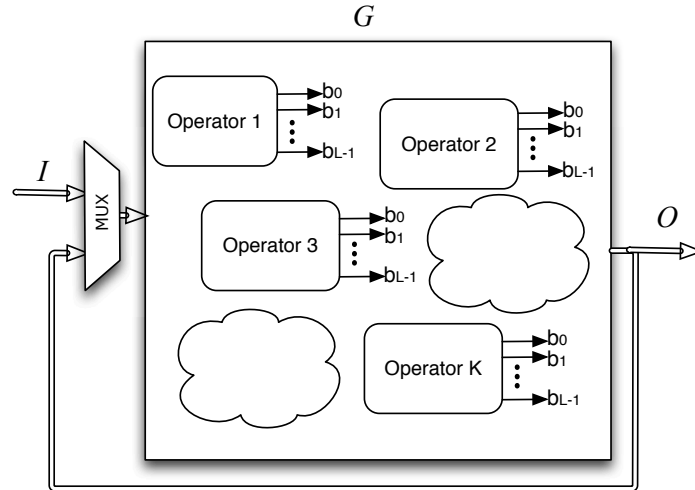 G
Operator 1
b0
b1
bL-1
Operator 2
b0
b1
bL-1
I
MUX
Operator 3
b0
b1
bL-1
O
Operator K
b0
b1
bL-1